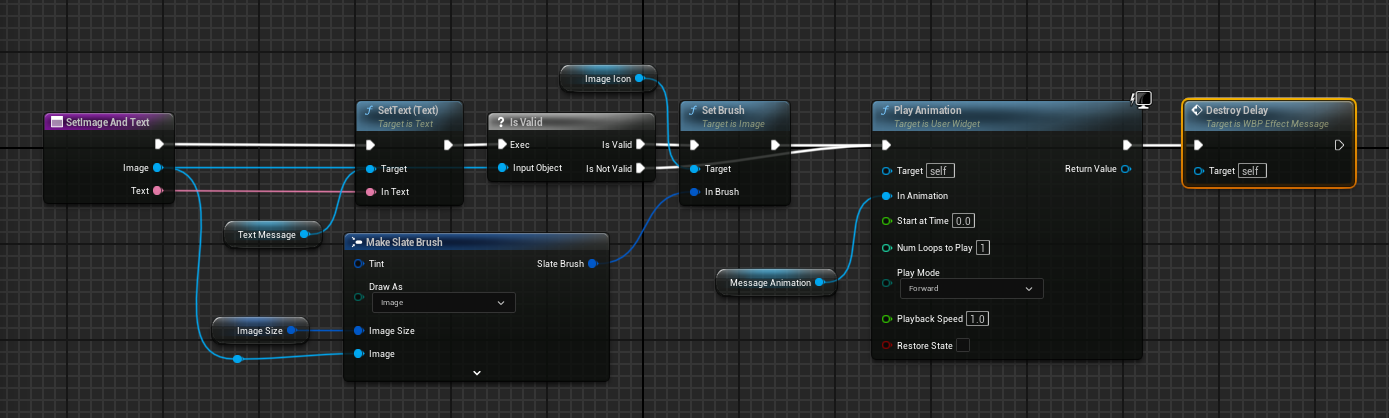 SetImage And Text
Image
Text
Text Message
Image Size
SetText (Text)
Target is Text
Target
In Text
Make Slate Brush
Tint
Slate Brush
Draw As
Image
Image Size
Image
? Is Valid
Exec
Is Valid
Input Object
Is Not Valid
Image Icon
Set Brush
Target is Image
Target
In Brush
Message Animation
Play Animation
Target is User Widget
Target self
Return Value
In Animation
Start at Time 0.0
Num Loops to Play 1
Play Mode
Forward
Playback Speed 1.0
Restore State
Destroy Delay
Target is WBP Effect Message
Target self